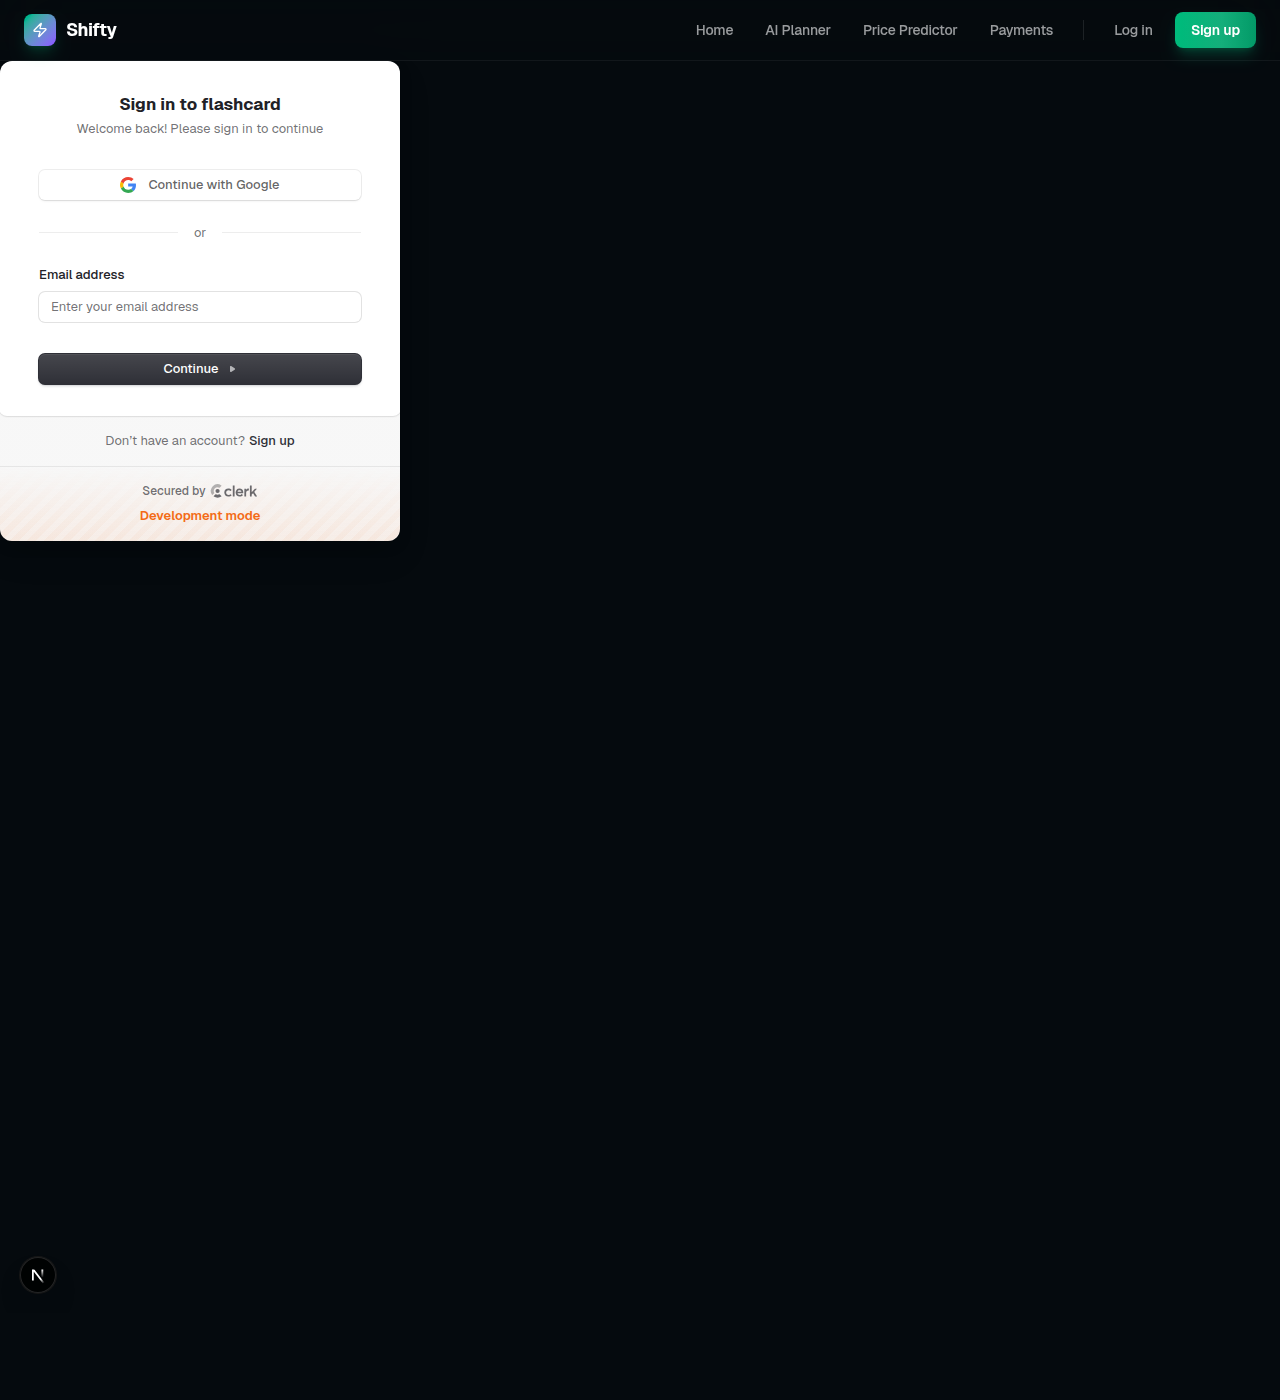 Shifty
Home
AI Planner
Price Predictor
Payments
Log in
Sign up
Sign in to flashcard
Welcome back! Please sign in to continue
Continue with Google
or
Email address
Enter your email address
Continue
Don't have an account? Sign up
Secured by clerk
Development mode
N